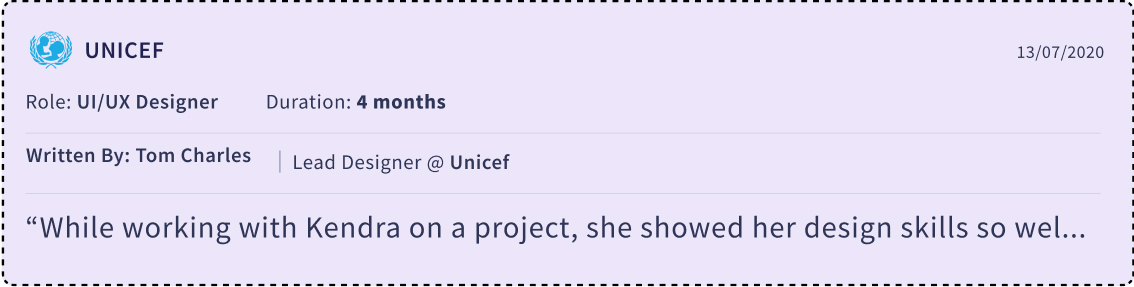 UNICEF
13/07/2020
Role: UI/UX Designer Duration: 4 months
Written By: Tom Charles | Lead Designer @ Unicef
“While working with Kendra on a project, she showed her design skills so wel...